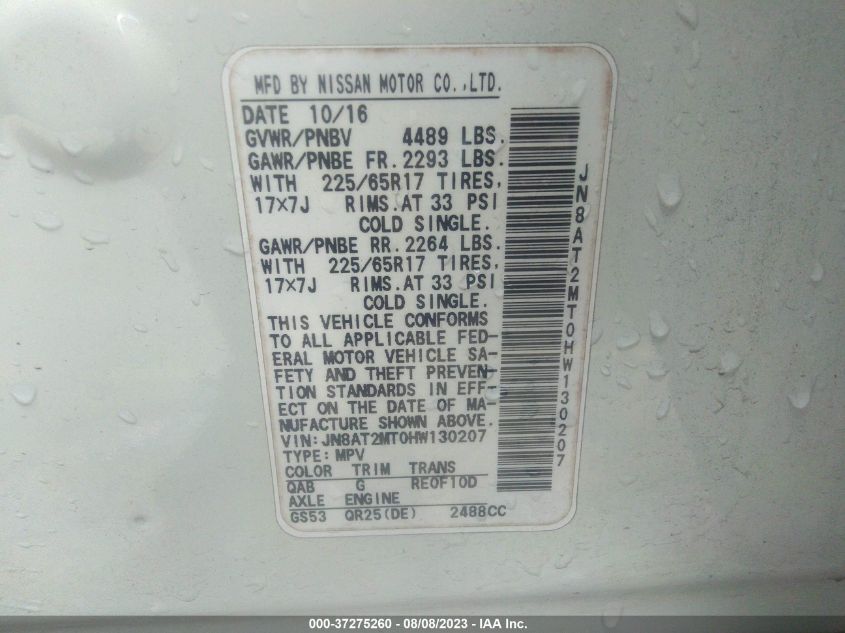 MFD BY NISSAN MOTOR CO.,LTD.
DATE 10/16
GVWR/PNBV 4489 LBS.
GAWR/PNBE FR. 2293 LBS.
WITH 225/65R17 TIRES,
17×7J RIMS. AT 33 PSI
COLD SINGLE.
GAWR/PNBE RR. 2264 LBS.
WITH 225/65R17 TIRES,
17×7J RIMS. AT 33 PSI
COLD SINGLE.
THIS VEHICLE CONFORMS
TO ALL APPLICABLE FED-
ERAL MOTOR VEHICLE SA-
FETY AND THEFT PREVEN-
TION STANDARDS IN EFF-
ECT ON THE DATE OF MA-
NUFACTURE SHOWN ABOVE.
VIN: JN8AT2MT0HW130207
TYPE: MPV
COLOR TRIM TRANS
QAB G RE0F10D
AXLE ENGINE
GS53 QR25(DE) 2488CC
JN8AT2MT0HW130207
000-37275260 - 08/08/2023 - IAA Inc.